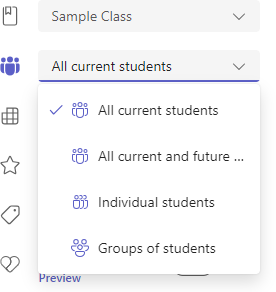 Sample Class
All current students
All current students
All current and future ...
Individual students
Groups of students
Preview